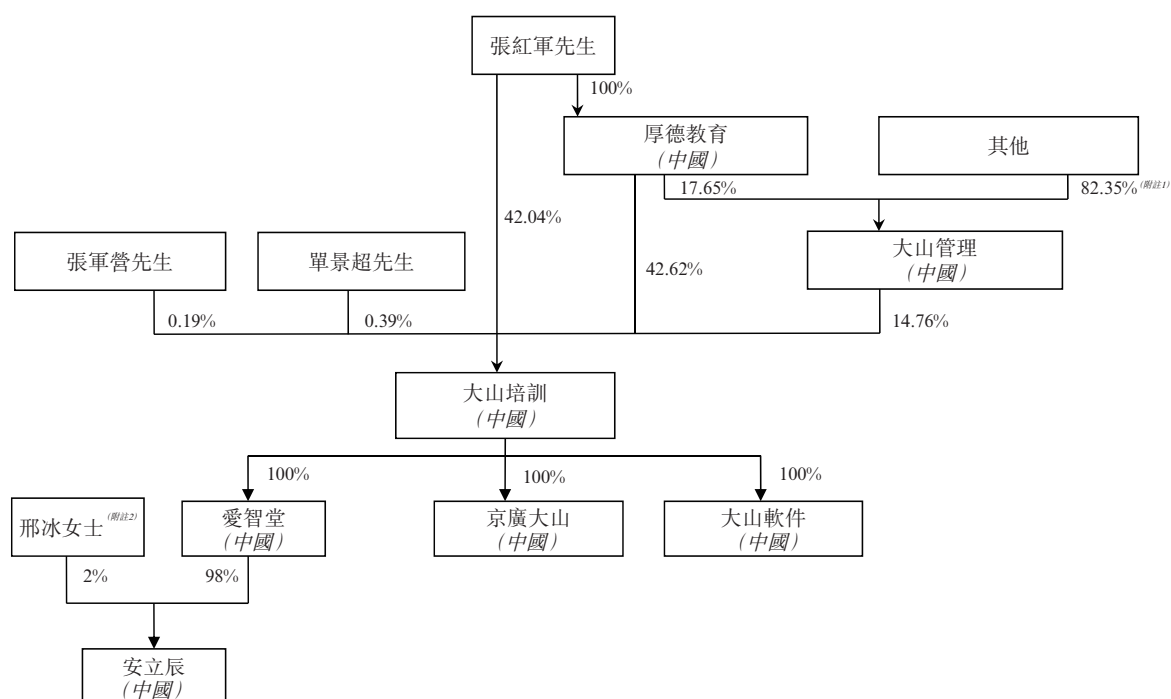 張紅軍先生
100%
厚德教育
(中國)
其他
17.65%
82.35%(附註1)
42.04%
張軍營先生
單景超先生
42.62%
大山管理
(中國)
0.19%
0.39%
14.76%
大山培訓
(中國)
100%
100%
100%
邢冰女士(附註2)
愛智堂
(中國)
京廣大山
(中國)
大山軟件
(中國)
2%
98%
安立辰
(中國)